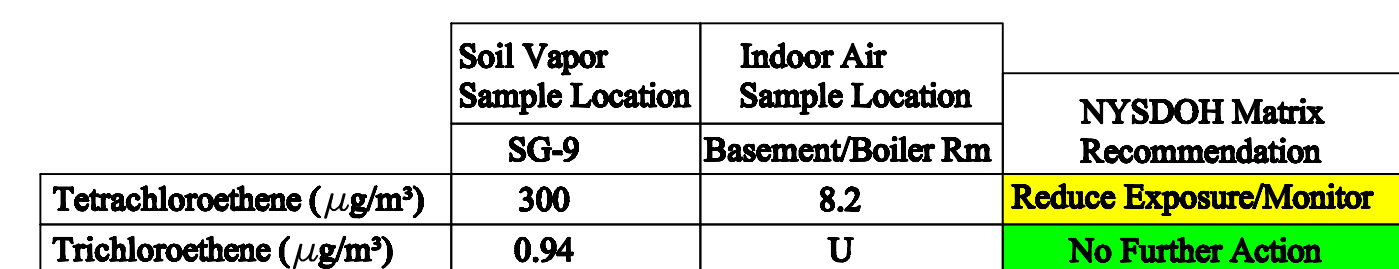 Soil Vapor
Sample Location
Indoor Air
Sample Location
NYSDOH Matrix
Recommendation
SG-9
Basement/Boiler Rm
Tetrachloroethene (μg/m³) 300 8.2 Reduce Exposure/Monitor
Trichloroethene (μg/m³) 0.94 U No Further Action